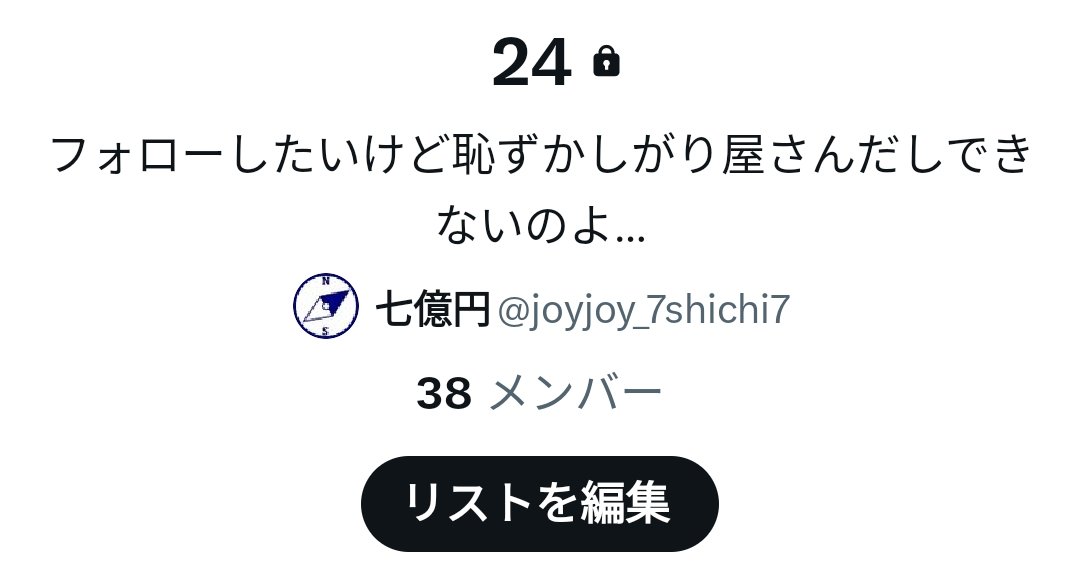 24
フォローしたいけど恥ずかしがり屋さんだしでき
ないのよ...
N
S
七億円 @joyjoy_7shichi7
38 メンバー
リストを編集